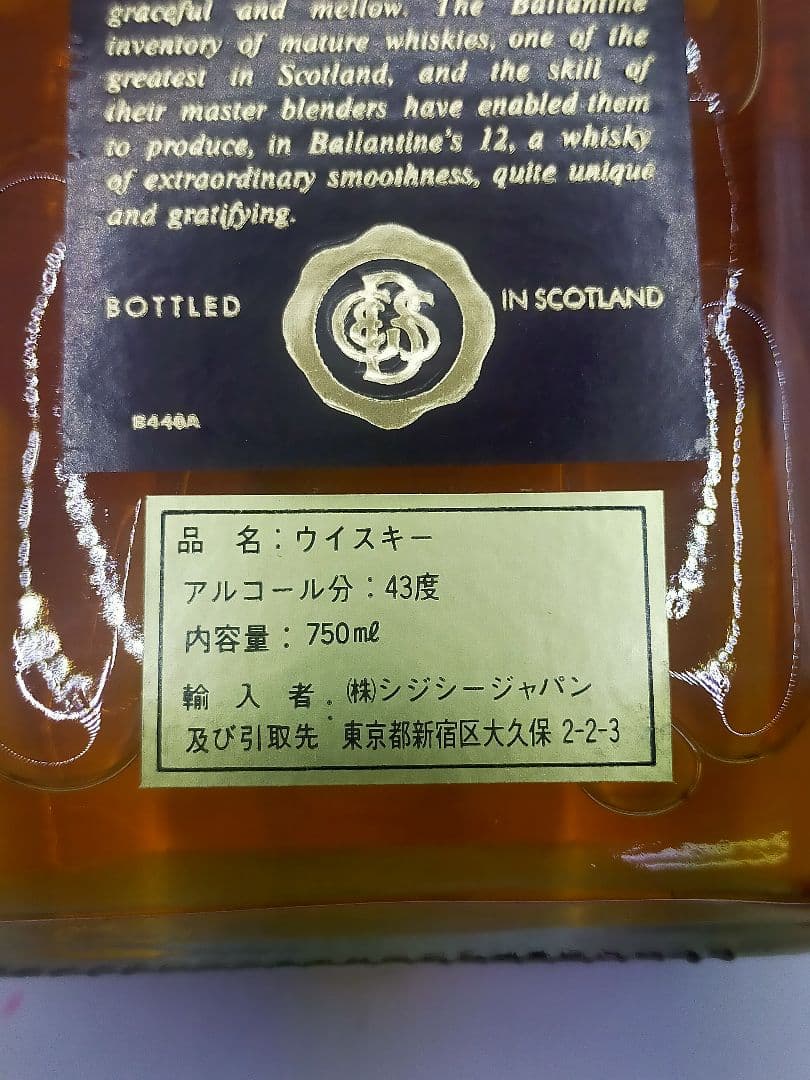 graceful and mellow. The Ballantine
inventory of mature whiskies, one of the
greatest in Scotland, and the skill of
their master blenders have enabled them
to produce, in Ballantine's 12, a whisky
of extraordinary smoothness, quite unique
and gratifying.
BOTTLED IN SCOTLAND
B446A
品 名：ウイスキー
アルコール分：43度
内容量：750㎖
輸 入 者．㈱シジシージャパン
及び引取先 東京都新宿区大久保 2-2-3